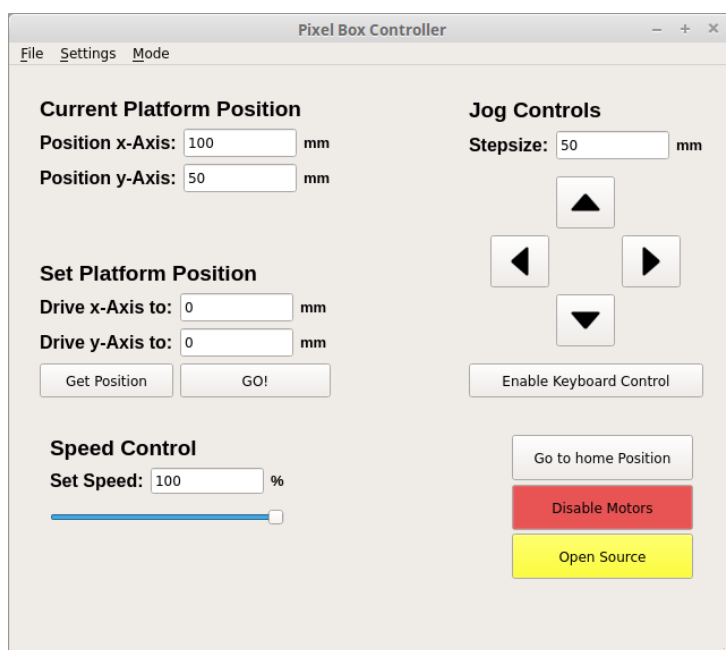 Pixel Box Controller
File Settings Mode
Current Platform Position
Position x-Axis: 100 mm
Position y-Axis: 50 mm
Set Platform Position
Drive x-Axis to: 0 mm
Drive y-Axis to: 0 mm
Get Position GO!
Speed Control
Set Speed: 100 %
Jog Controls
Stepsize: 50 mm
Enable Keyboard Control
Go to home Position
Disable Motors
Open Source